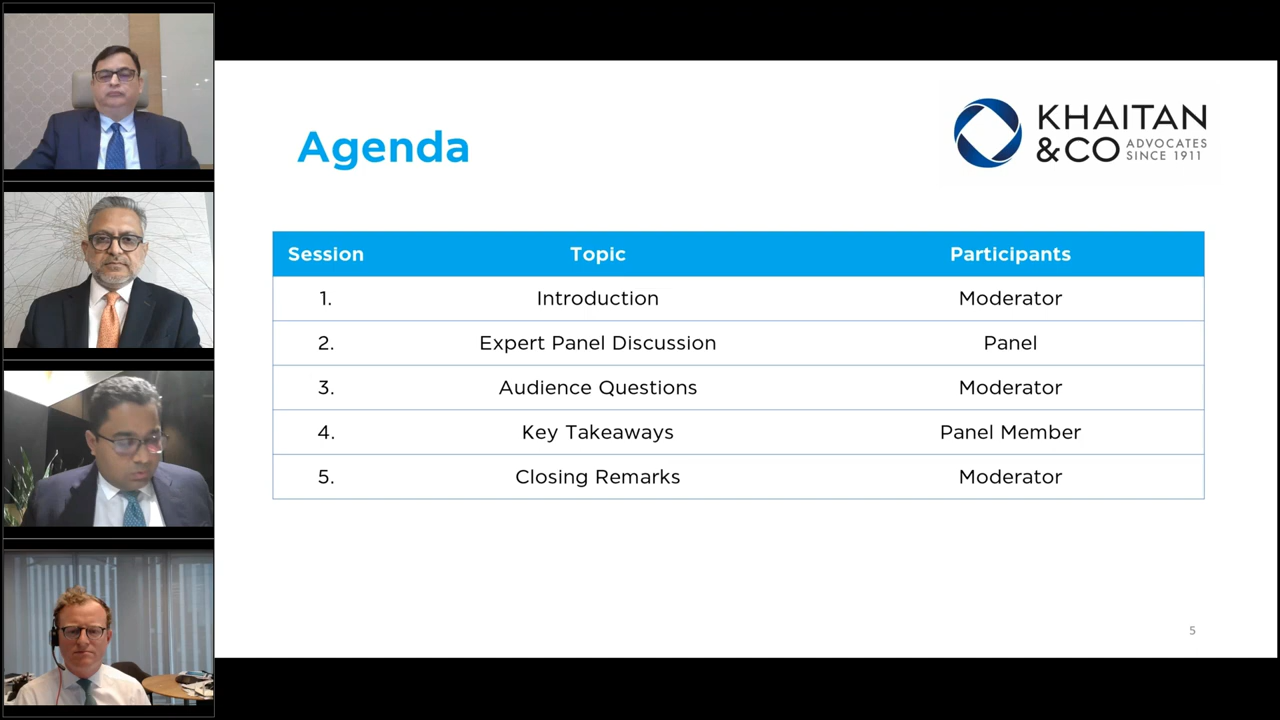 Agenda
KHAITAN
&CO ADVOCATES
SINCE 1911
Session Topic Participants
1. Introduction Moderator
2. Expert Panel Discussion Panel
3. Audience Questions Moderator
4. Key Takeaways Panel Member
5. Closing Remarks Moderator
5